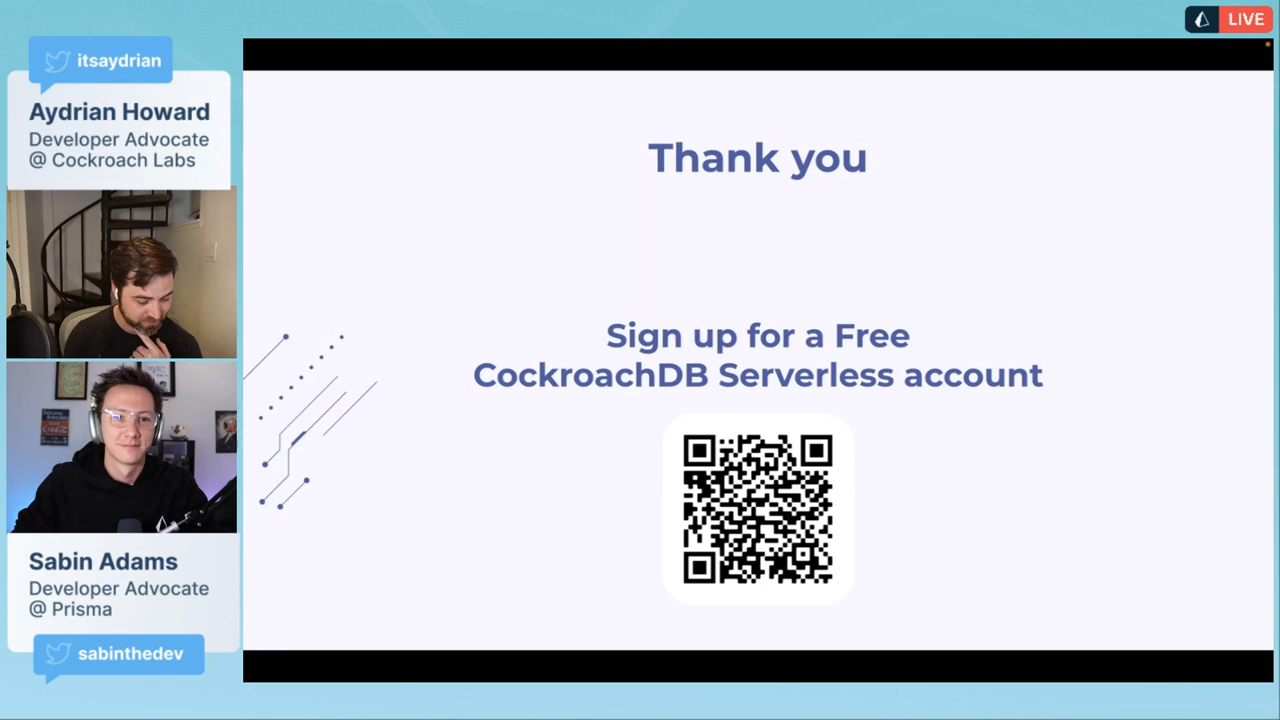 LIVE
itsaydrian
Aydrian Howard
Developer Advocate
@ Cockroach Labs
Thank you
Sign up for a Free
CockroachDB Serverless account
Sabin Adams
Developer Advocate
@ Prisma
sabinthedev